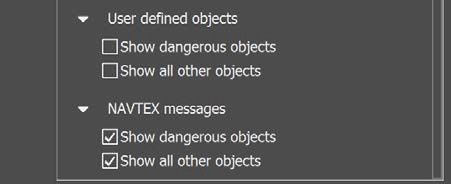 User defined objects
Show dangerous objects
Show all other objects
NAVTEX messages
Show dangerous objects
Show all other objects